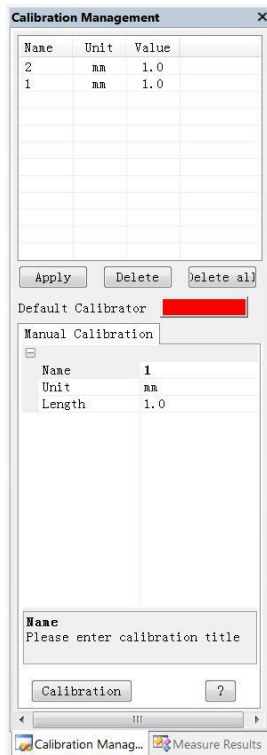 Calibration Management
Name Unit Value
2 mm 1.0
1 mm 1.0
Apply Delete Delete all
Default Calibrator
Manual Calibration
Name 1
Unit mm
Length 1.0
Name
Please enter calibration title
Calibration ?
Calibration Manag... Measure Results